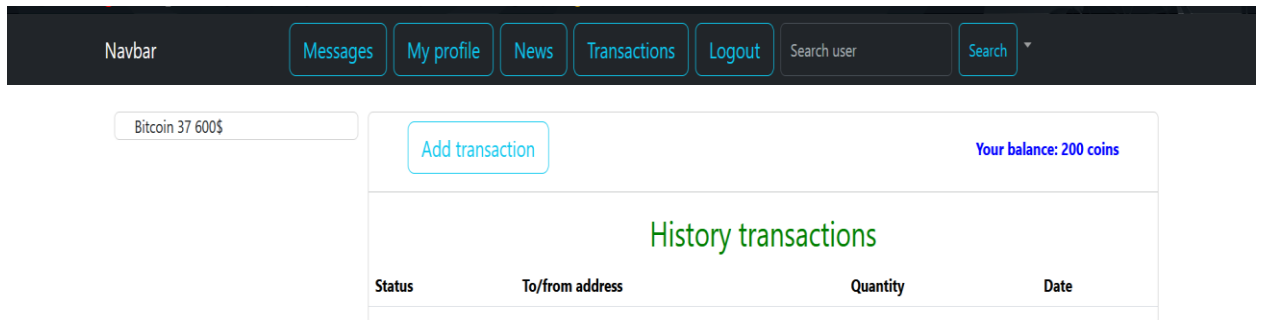 Navbar Messages My profile News Transactions Logout Search user Search
Bitcoin 37 600$
Add transaction Your balance: 200 coins
History transactions
Status To/from address Quantity Date